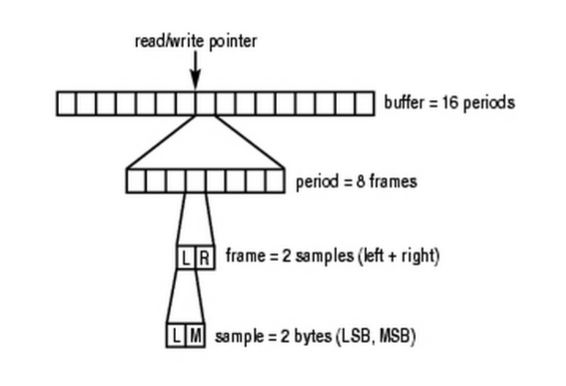 read/write pointer
buffer = 16 periods
period = 8 frames
L R frame = 2 samples (left + right)
L M sample = 2 bytes (LSB, MSB)